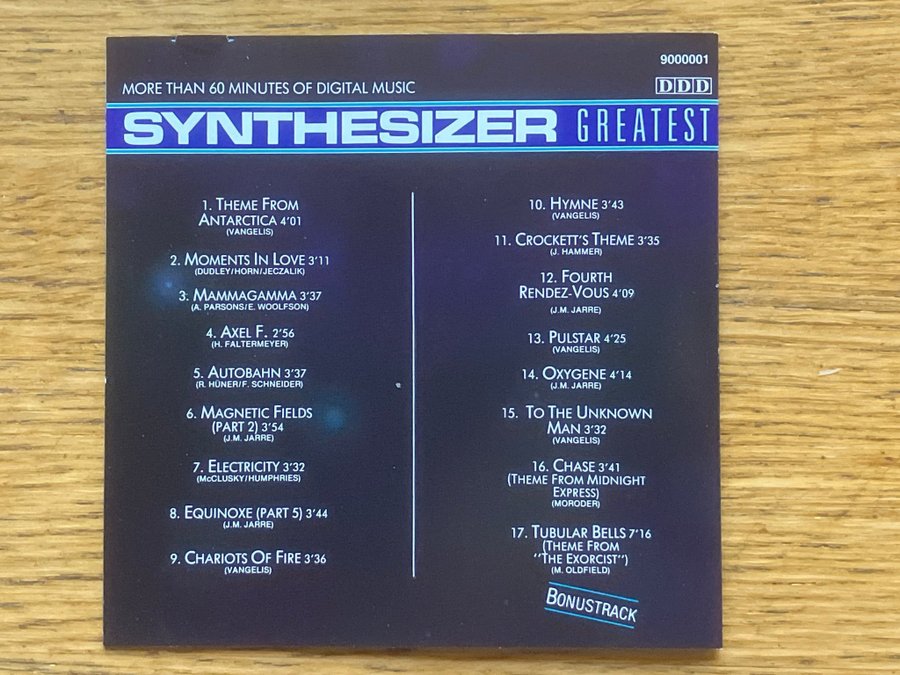 9000001
MORE THAN 60 MINUTES OF DIGITAL MUSIC DDD
SYNTHESIZER GREATEST
1. THEME FROM
ANTARCTICA 4'01
(VANGELIS)
2. MOMENTS IN LOVE 3'11
(DUDLEY/HORN/JECZALIK)
3. MAMMAGAMMA 3'37
(A. PARSONS/E. WOOLFSON)
4. AXEL F. 2'56
(H. FALTERMEYER)
5. AUTOBAHN 3'37
(R. HÜNER/F. SCHNEIDER)
6. MAGNETIC FIELDS
(PART 2) 3'54
(J.M. JARRE)
7. ELECTRICITY 3'32
(McCLUSKY/HUMPHRIES)
8. EQUINOXE (PART 5) 3'44
(J.M. JARRE)
9. CHARIOTS OF FIRE 3'36
(VANGELIS)
10. HYMNE 3'43
(VANGELIS)
11. CROCKETT'S THEME 3'35
(J. HAMMER)
12. FOURTH
RENDEZ-VOUS 4'09
(J.M. JARRE)
13. PULSTAR 4'25
(VANGELIS)
14. OXYGENE 4'14
(J.M. JARRE)
15. TO THE UNKNOWN
MAN 3'32
(VANGELIS)
16. CHASE 3'41
(THEME FROM MIDNIGHT
EXPRESS)
(MORODER)
17. TUBULAR BELLS 7'16
(THEME FROM
"THE EXORCIST")
(M. OLDFIELD)
BONUSTRACK